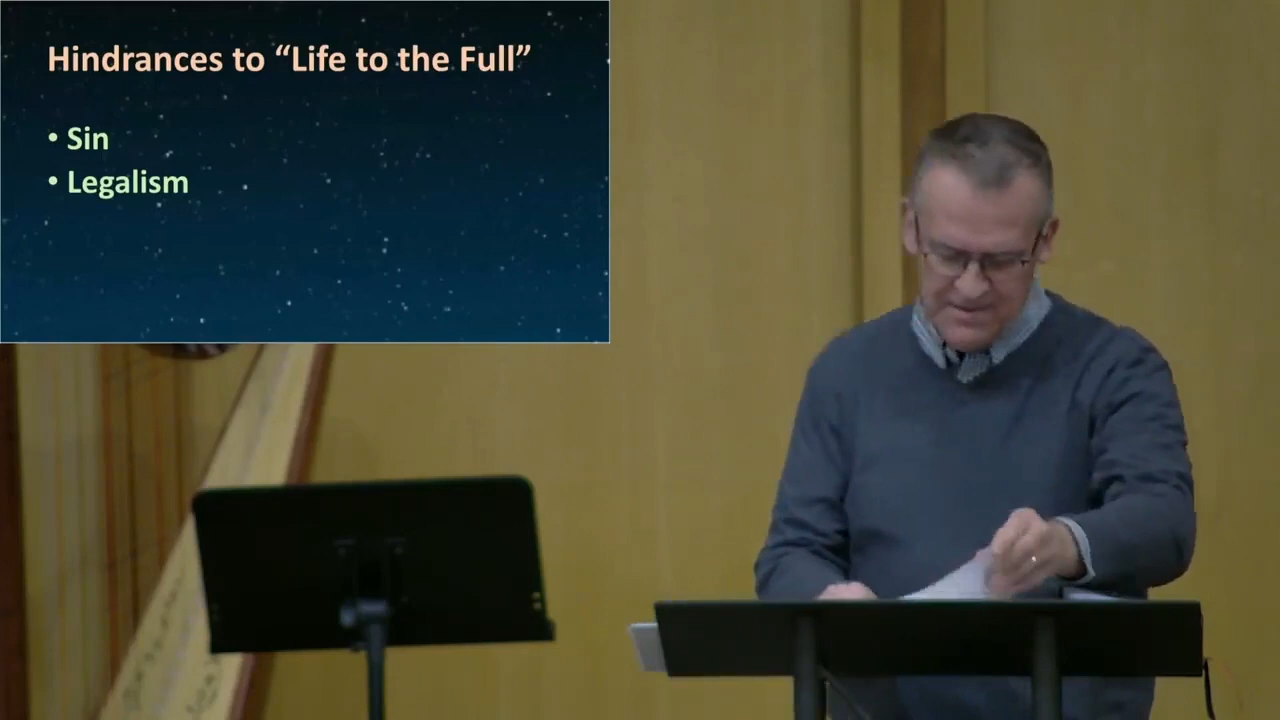 Hindrances to “Life to the Full”
• Sin
• Legalism